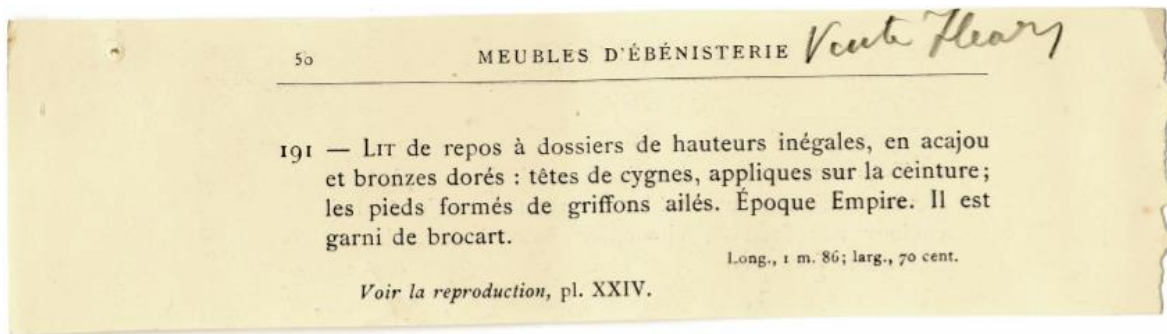 50 MEUBLES D'ÉBÉNISTERIE Vente Fleury
191 — LIT de repos à dossiers de hauteurs inégales, en acajou
et bronzes dorés : têtes de cygnes, appliques sur la ceinture;
les pieds formés de griffons ailés. Époque Empire. Il est
garni de brocart.
Long., 1 m. 86; larg., 70 cent.
Voir la reproduction, pl. XXIV.